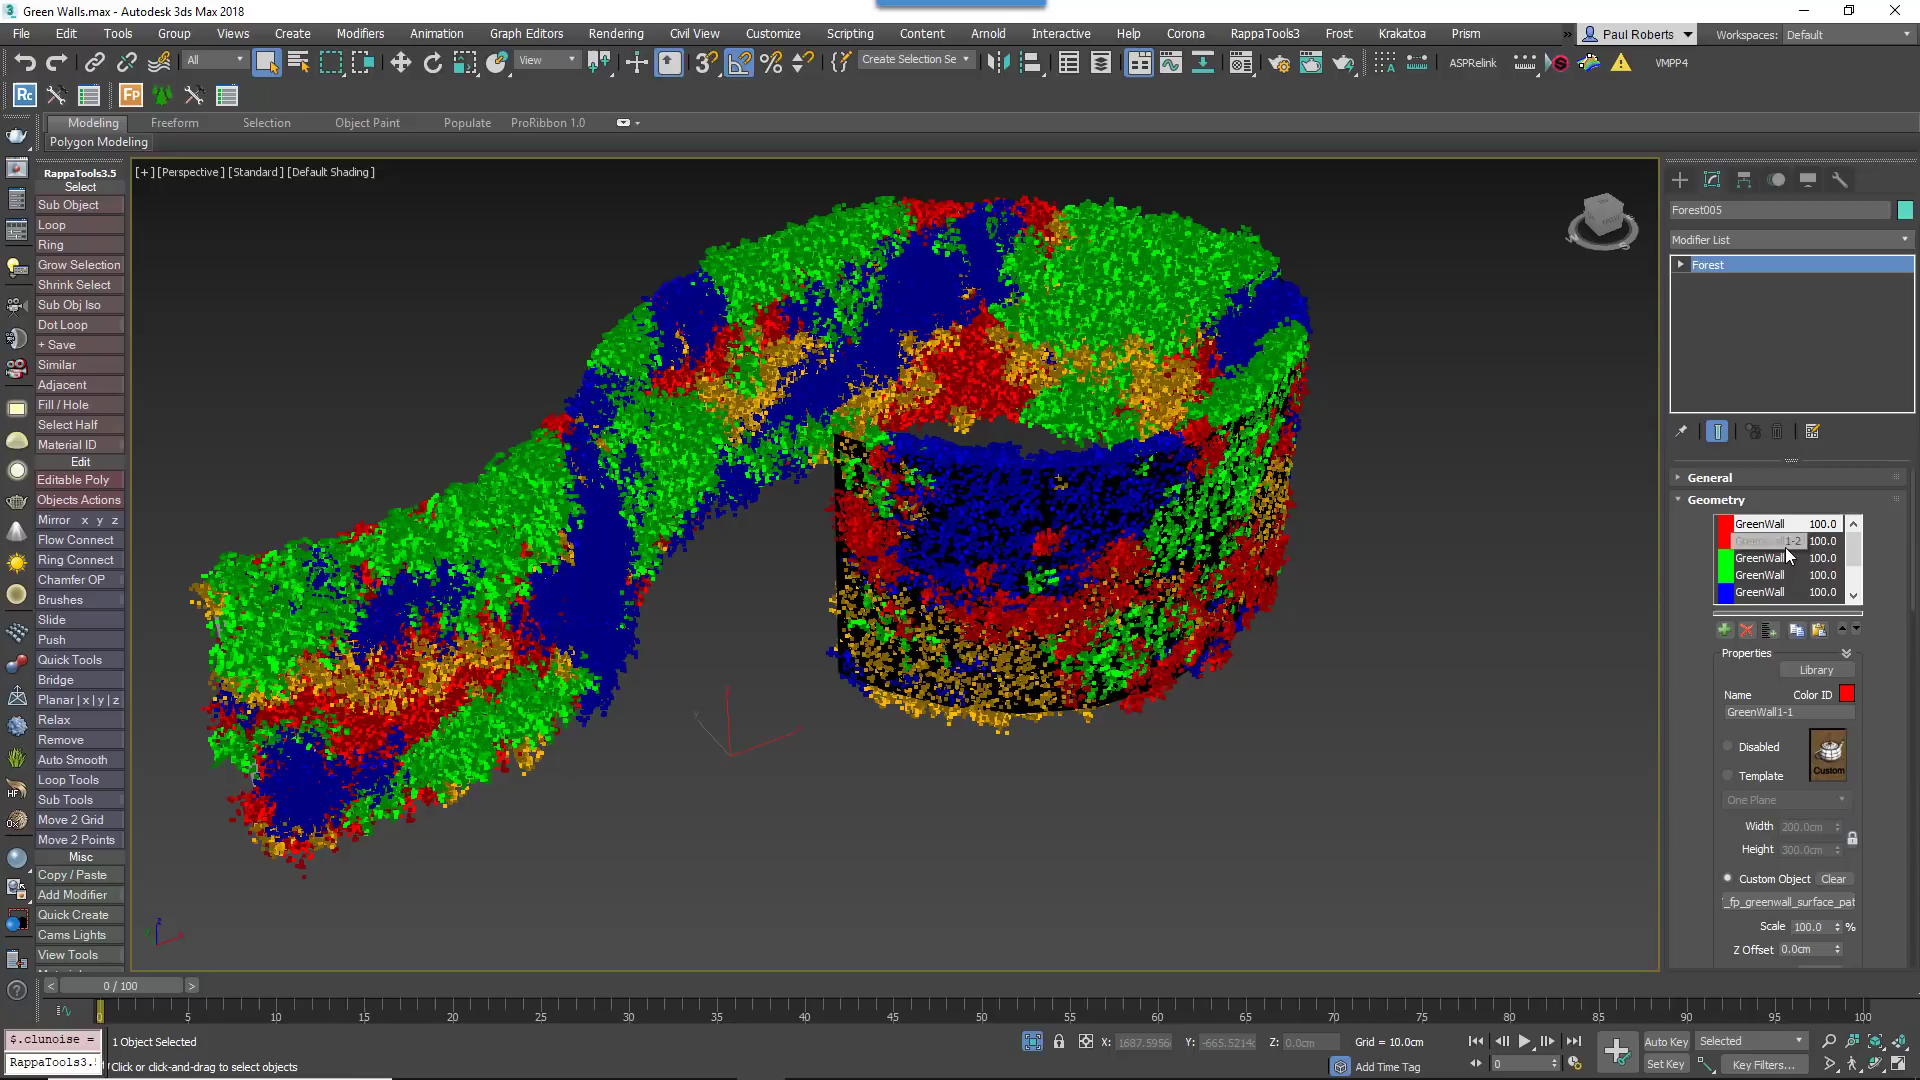 Green Walls.max - Autodesk 3ds Max 2018
File Edit Tools Group Views Create Modifiers Animation Graph Editors Rendering Civil View Customize Scripting Content Arnold Interactive Help Corona RappaTools3 Frost Krakatoa Prism
Paul Roberts
Workspaces: Default
All
View
3
Create Selection Se
ASPRelink
VMPP4
Rc
Fp
Modeling Freeform Selection Object Paint Populate ProRibbon 1.0
Polygon Modeling
RappaTools3.5
Select
Sub Object
Loop
Ring
Grow Selection
Shrink Select
Sub Obj Iso
Dot Loop
+ Save
Similar
Adjacent
Fill / Hole
Select Half
Material ID
Edit
Editable Poly
Objects Actions
Mirror x y z
Flow Connect
Ring Connect
Chamfer OP
Brushes
Slide
Push
Quick Tools
Bridge
Planar | x | y | z
Relax
Remove
Auto Smooth
Loop Tools
Sub Tools
Move 2 Grid
Move 2 Points
Misc
Copy / Paste
Add Modifier
Quick Create
Cams Lights
View Tools
[+] [Perspective] [Standard] [Default Shading]
Forest005
Modifier List
Forest
General
Geometry
GreenWall 100.0
1-2 100.0
GreenWall 100.0
GreenWall 100.0
GreenWall 100.0
Properties
Library
Name Color ID
GreenWall1-1
Disabled
Custom
Template
One Plane
Width 200.0cm
Height 300.0cm
Custom Object Clear
_fp_greenwall_surface_pat
Scale 100.0 %
Z Offset 0.0cm
< 0 / 100 >
0 5 10 15 20 25 30 35 40 45 50 55 60 65 70 75 80 85 90 95 100
$.clunoise =
RappaTools3.5
1 Object Selected
Click or click-and-drag to select objects
X: 1687.5956 Y: -665.5214c Z: 0.0cm Grid = 10.0cm
Add Time Tag
0
Auto Key Selected
Set Key Key Filters...